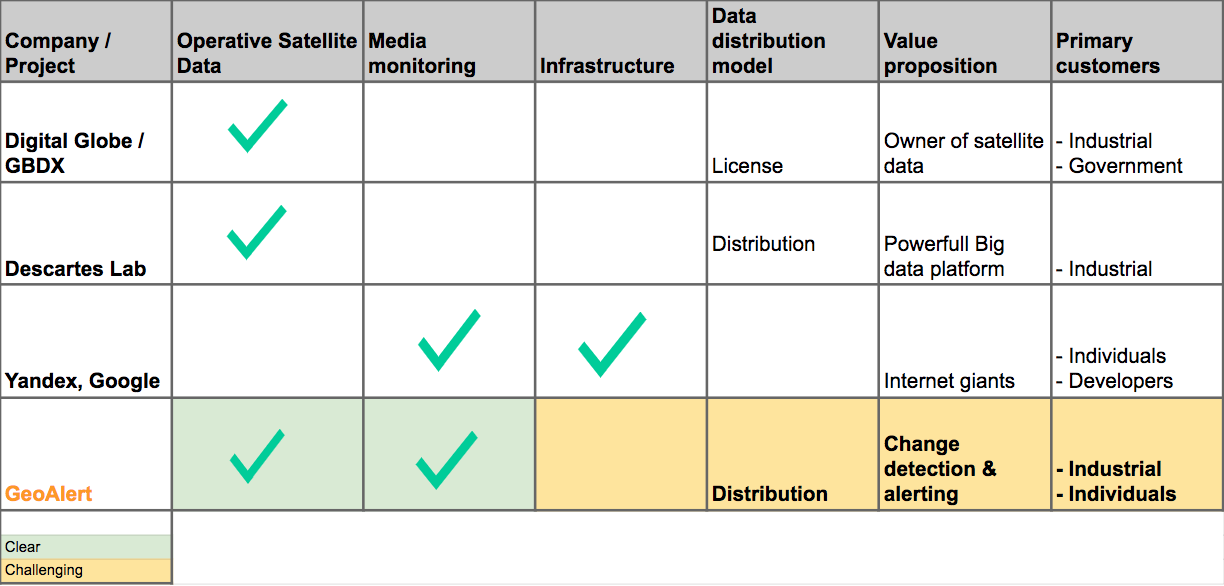 Company /
Project
Operative Satellite
Data
Media
monitoring
Infrastructure
Data
distribution
model
Value
proposition
Primary
customers
Digital Globe /
GBDX
License
Owner of satellite
data
- Industrial
- Government
Descartes Lab
Distribution
Powerfull Big
data platform
- Industrial
Yandex, Google
Internet giants
- Individuals
- Developers
GeoAlert
Distribution
Change
detection &
alerting
- Industrial
- Individuals
Clear
Challenging